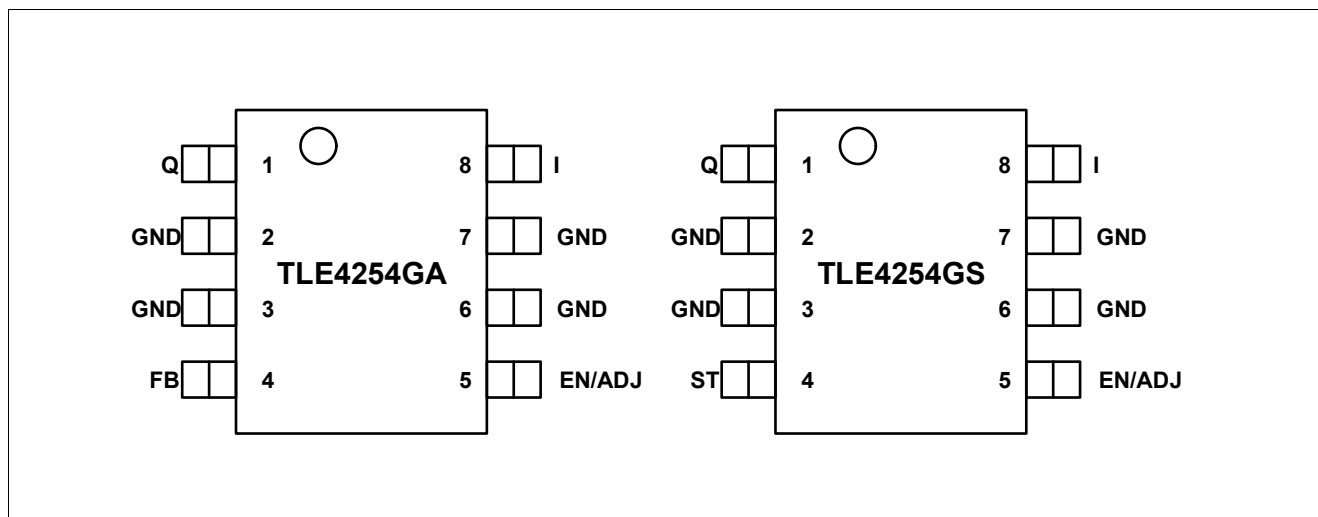 Q 1 8 I
GND 2 7 GND
TLE4254GA
GND 3 6 GND
FB 4 5 EN/ADJ
Q 1 8 I
GND 2 7 GND
TLE4254GS
GND 3 6 GND
ST 4 5 EN/ADJ